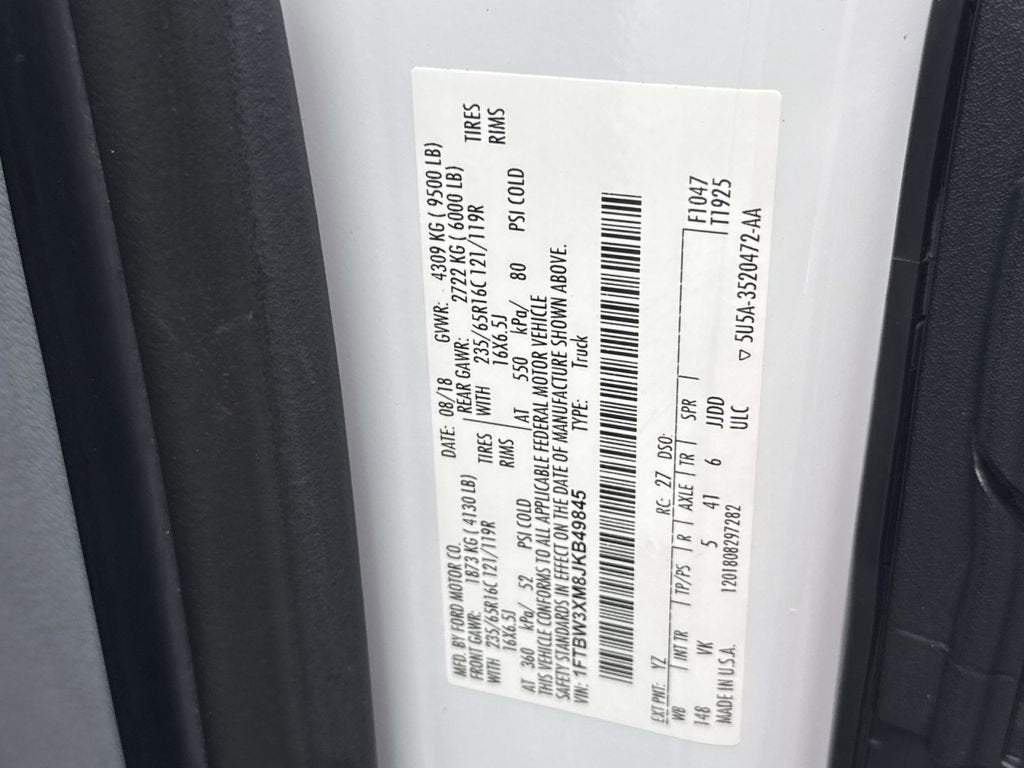 MFD. BY FORD MOTOR CO. DATE: 08/18 GVWR: 4309 KG ( 9500 LB)
FRONT GAWR: 1873 KG ( 4130 LB) REAR GAWR: 2722 KG ( 6000 LB)
WITH 235/65R16C 121/119R TIRES WITH 235/65R16C 121/119R TIRES
16X6.5J RIMS 16X6.5J RIMS
AT 360 kPa/ 52 PSI COLD AT 550 kPa/ 80 PSI COLD
THIS VEHICLE CONFORMS TO ALL APPLICABLE FEDERAL MOTOR VEHICLE
SAFETY STANDARDS IN EFFECT ON THE DATE OF MANUFACTURE SHOWN ABOVE.
VIN: 1FTBW3XM8JKB49845 TYPE: Truck
EXT PNT: YZ RC: 27 DSO:
WB INT TR TP/PS R AXLE TR SPR F1047
148 VK 5 41 6 JJDD T1925
MADE IN U.S.A. 1201808297282 ULC
▽ 5U5A-3520472-AA